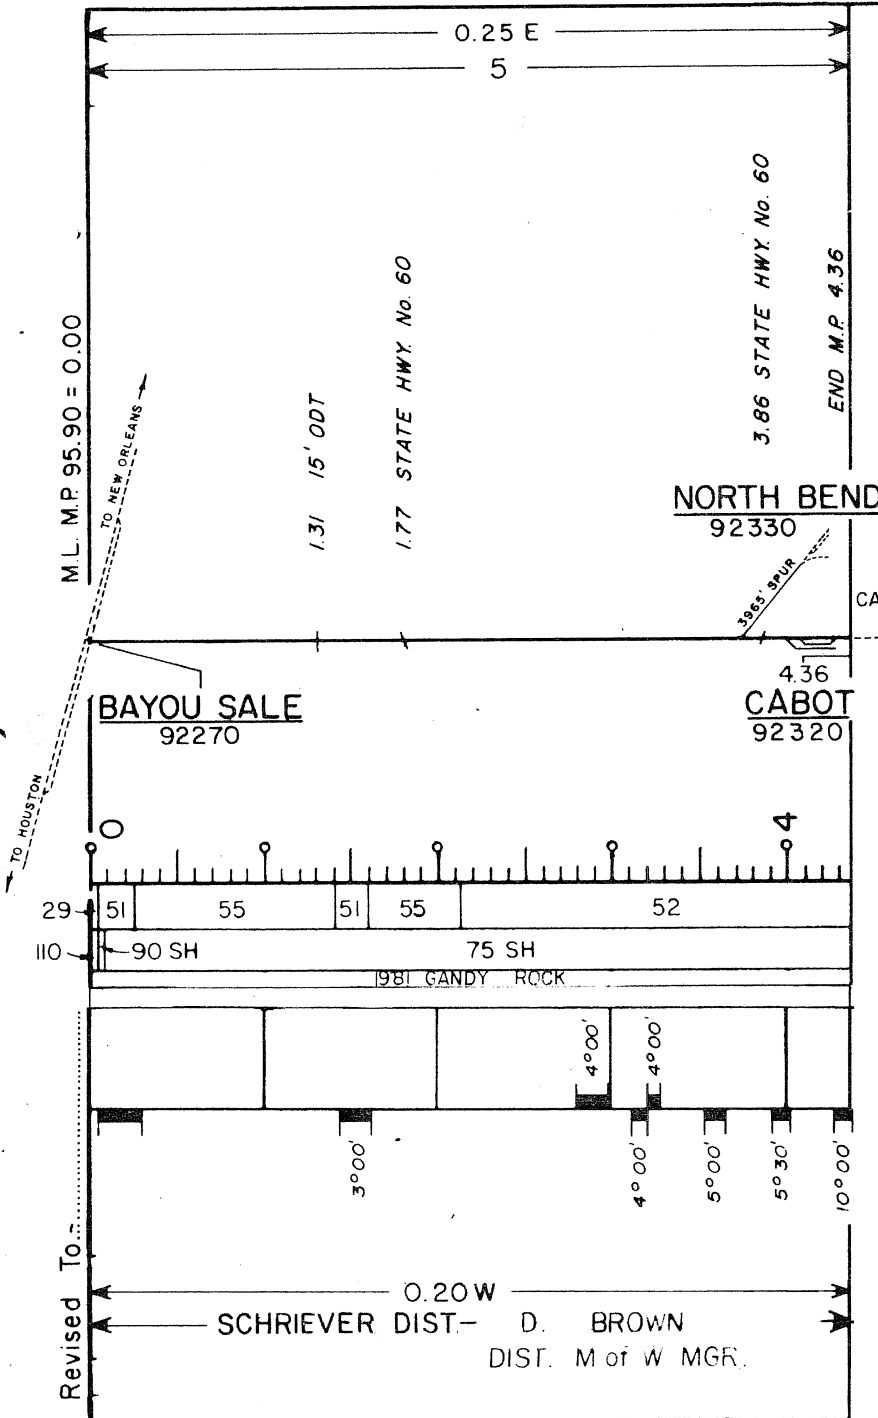 0.25 E
5
M.L. M.P. 95.90 = 0.00
TO NEW ORLEANS
1.31 15' ODT
1.77 STATE HWY. No. 60
3.86 STATE HWY. No. 60
END M.P. 4.36
NORTH BEND
92330
3965' SPUR
CA
4.36
BAYOU SALE
92270
CABOT
92320
TO HOUSTON
0
4
29 51 55 51 55 52
110 90 SH 75 SH
1981 GANDY ROCK
4°00' 4°00'
3°00' 4°00' 5°00' 5°30' 10°00'
Revised To
0.20 W
SCHRIEVER DIST.- D. BROWN
DIST. M of W MGR.